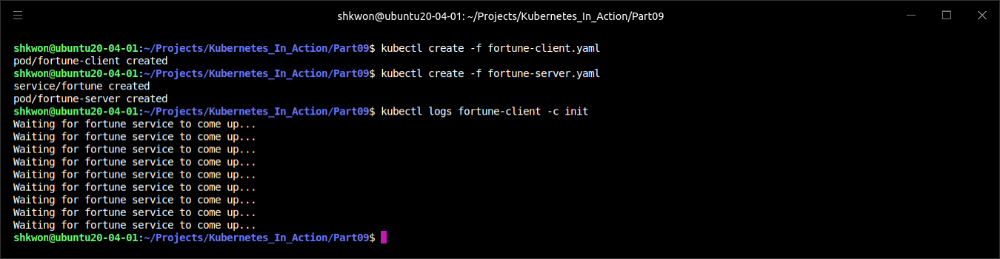 shkwon@ubuntu20-04-01: ~/Projects/Kubernetes_In_Action/Part09
shkwon@ubuntu20-04-01:~/Projects/Kubernetes_In_Action/Part09$ kubectl create -f fortune-client.yaml
pod/fortune-client created
shkwon@ubuntu20-04-01:~/Projects/Kubernetes_In_Action/Part09$ kubectl create -f fortune-server.yaml
service/fortune created
pod/fortune-server created
shkwon@ubuntu20-04-01:~/Projects/Kubernetes_In_Action/Part09$ kubectl logs fortune-client -c init
Waiting for fortune service to come up...
Waiting for fortune service to come up...
Waiting for fortune service to come up...
Waiting for fortune service to come up...
Waiting for fortune service to come up...
Waiting for fortune service to come up...
Waiting for fortune service to come up...
Waiting for fortune service to come up...
Waiting for fortune service to come up...
shkwon@ubuntu20-04-01:~/Projects/Kubernetes_In_Action/Part09$